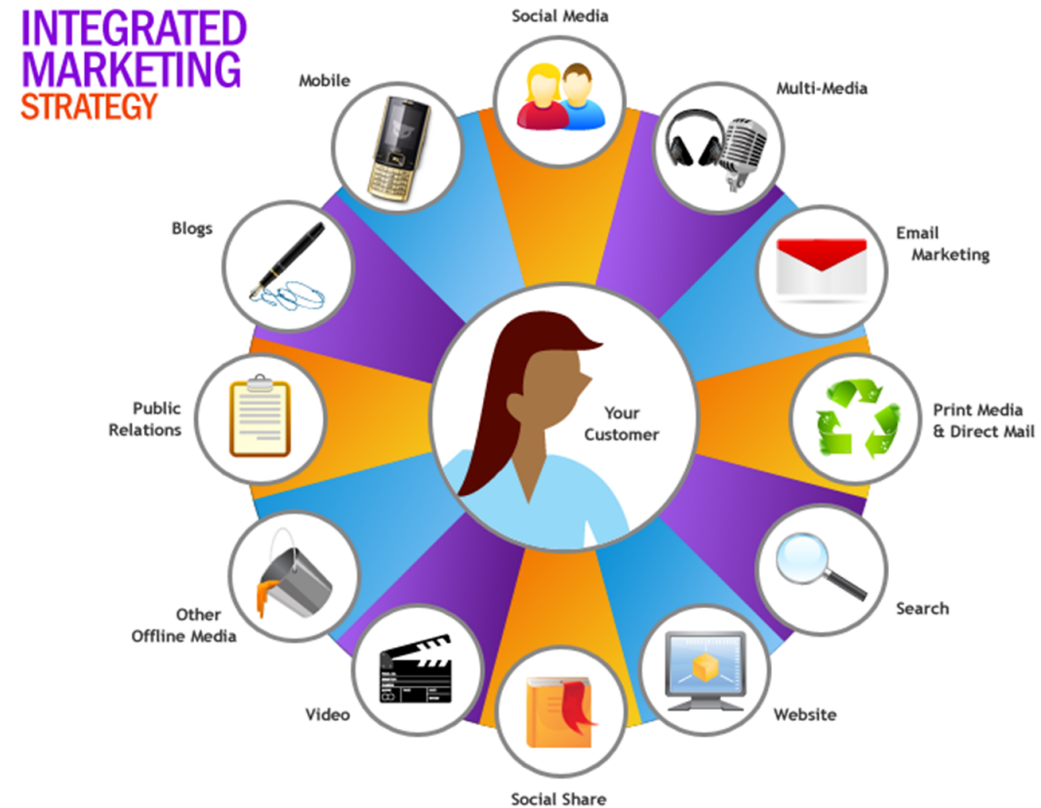 INTEGRATED
MARKETING
STRATEGY
Social Media
Multi-Media
Email
Marketing
Print Media
& Direct Mail
Search
Website
Social Share
Video
Other
Offline Media
Public
Relations
Blogs
Mobile
Your
Customer